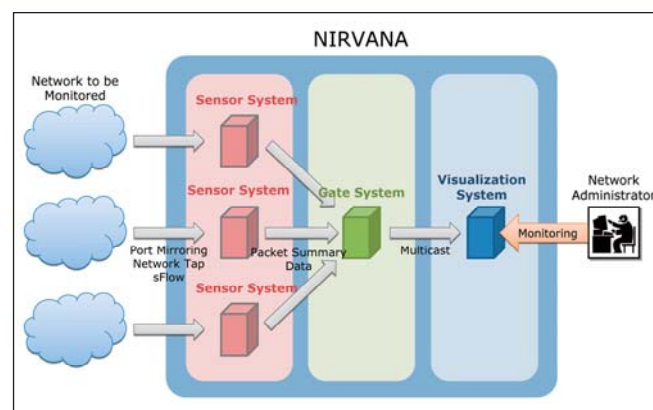 NIRVANA
Network to be
Monitored
Sensor System
Sensor System
Sensor System
Port Mirroring
Network Tap
sFlow
Gate System
Packet Summary
Data
Visualization
System
Multicast
Network
Administrator
Monitoring